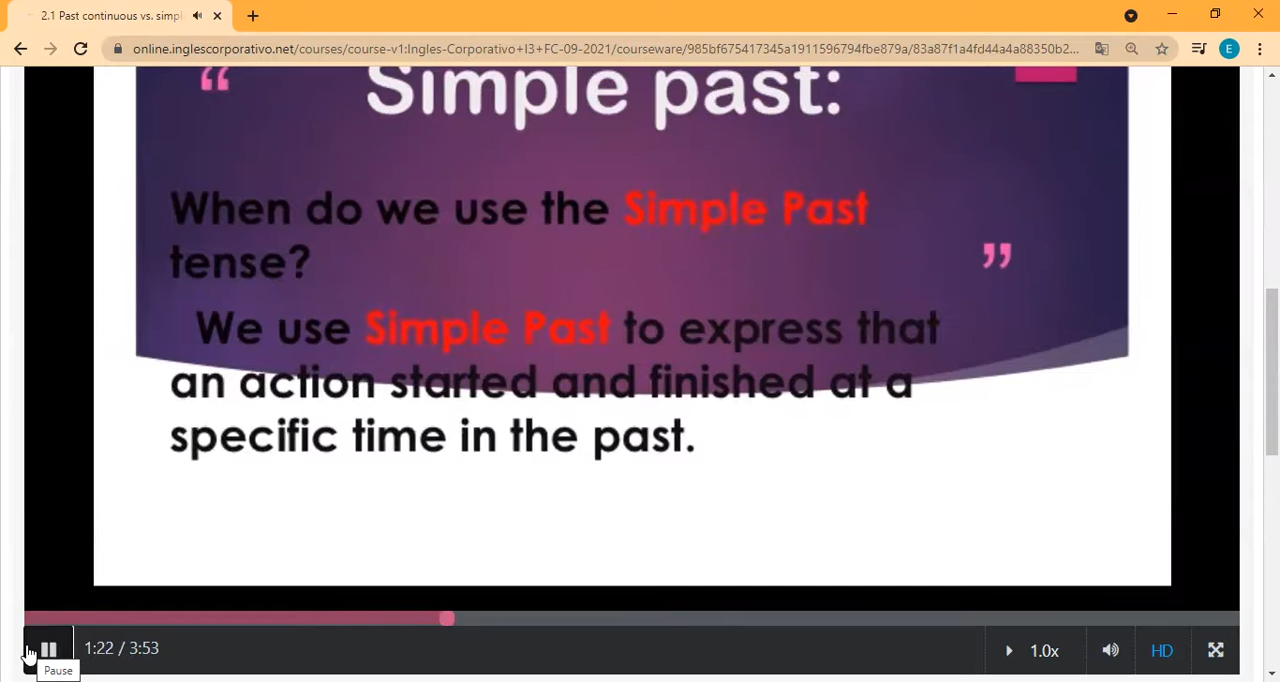 2.1 Past continuous vs. simpl
online.inglescorporativo.net/courses/course-v1:Ingles-Corporativo+I3+FC-09-2021/courseware/985bf675417345a1911596794fbe879a/83a87f1a4fd44a4a88350b2...
E
“ Simple past:
When do we use the Simple Past
tense?
”
We use Simple Past to express that
an action started and finished at a
specific time in the past.
1:22 / 3:53
1.0x
HD
Pause